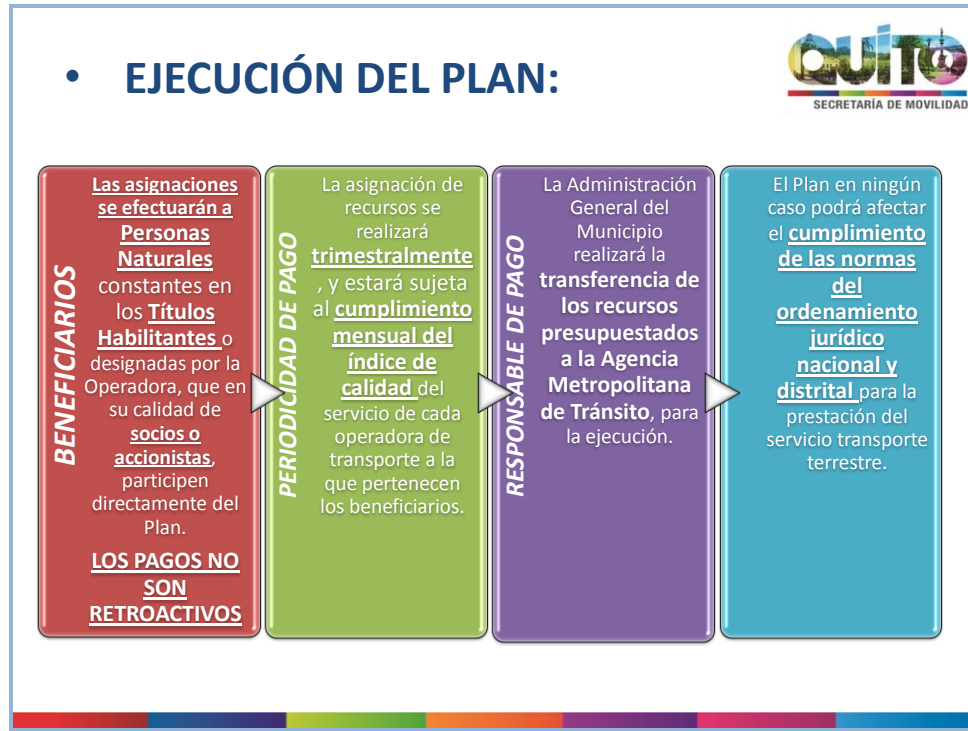 • EJECUCIÓN DEL PLAN:
QUITO
SECRETARÍA DE MOVILIDAD
BENEFICIARIOS
Las asignaciones
se efectuarán a
Personas
Naturales
constantes en
los Títulos
Habilitantes o
designadas por la
Operadora, que en
su calidad de
socios o
accionistas,
participen
directamente del
Plan.
LOS PAGOS NO
SON
RETROACTIVOS
PERIODICIDAD DE PAGO
La asignación de
recursos se
realizará
trimestralmente
, y estará sujeta
al cumplimiento
mensual del
índice de
calidad del
servicio de cada
operadora de
transporte a la
que pertenecen
los beneficiarios.
RESPONSABLE DE PAGO
La Administración
General del
Municipio
realizará la
transferencia de
los recursos
presupuestados
a la Agencia
Metropolitana
de Tránsito, para
la ejecución.
El Plan en ningún
caso podrá afectar
el cumplimiento
de las normas
del
ordenamiento
jurídico
nacional y
distrital para la
prestación del
servicio transporte
terrestre.